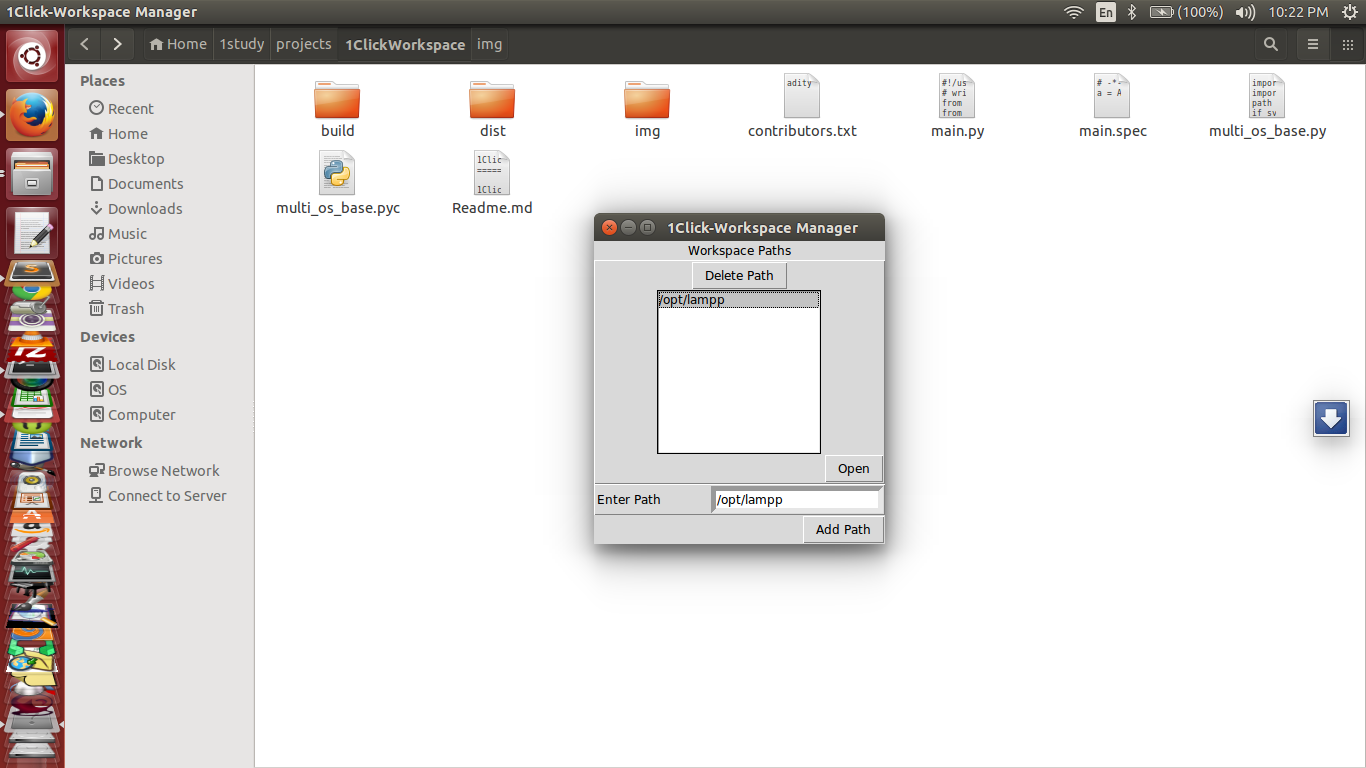 1Click-Workspace Manager
En
(100%)
10:22 PM
Home 1study projects 1ClickWorkspace img
Places
Recent
Home
Desktop
Documents
Downloads
Music
Pictures
Videos
Trash
Devices
Local Disk
OS
Computer
Network
Browse Network
Connect to Server
build
dist
img
adity
contributors.txt
#!/us
# wri
from
from
main.py
# -*-
a = A
main.spec
impor
impor
path
if sv
multi_os_base.py
multi_os_base.pyc
1Clic
=====
1Clic
Readme.md
1Click-Workspace Manager
Workspace Paths
Delete Path
/opt/lampp
Open
Enter Path
/opt/lampp
Add Path